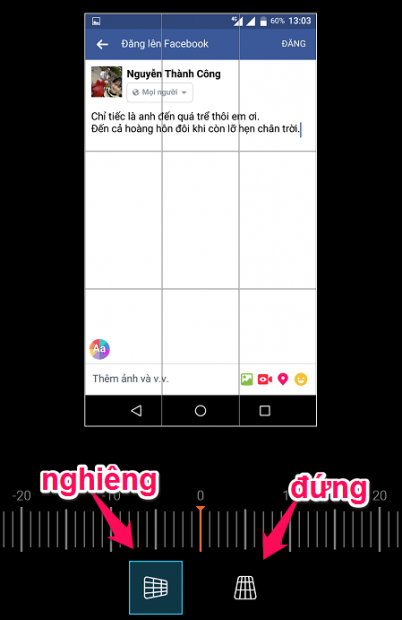 4G 60% 13:03
Đăng lên Facebook ĐĂNG
Nguyễn Thành Công
Mọi người
Chỉ tiếc là anh đến quá trể thôi em ơi.
Đến cả hoàng hôn đôi khi còn lỡ hẹn chân trời.
Aa
Thêm ảnh và v.v.
nghiêng
đứng
-20 -10 0 10 20